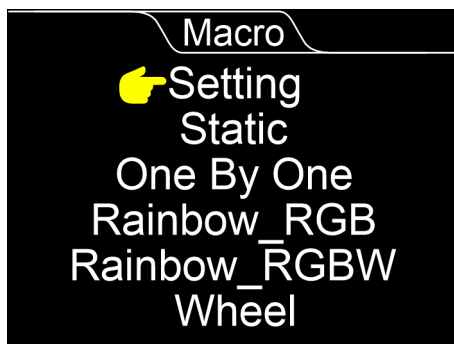 Macro
Setting
Static
One By One
Rainbow_RGB
Rainbow_RGBW
Wheel